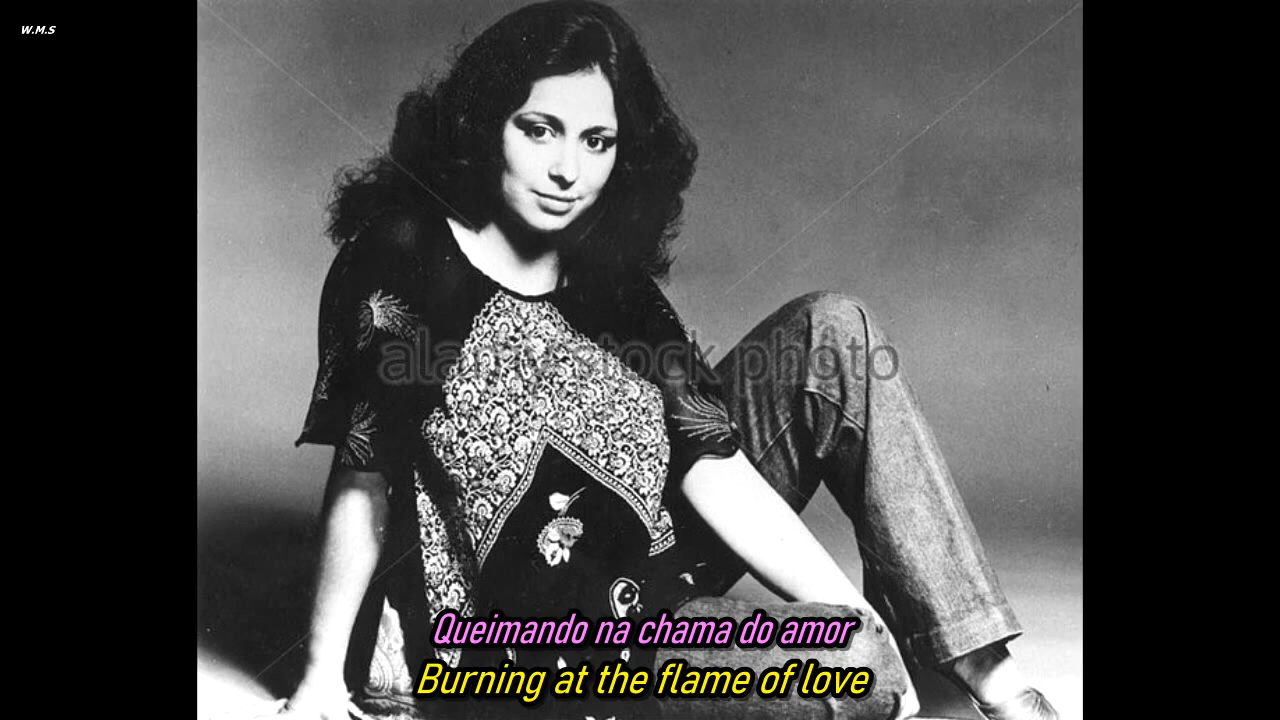 W.M.S
alamy stock photo
Queimando na chama do amor
Burning at the flame of love